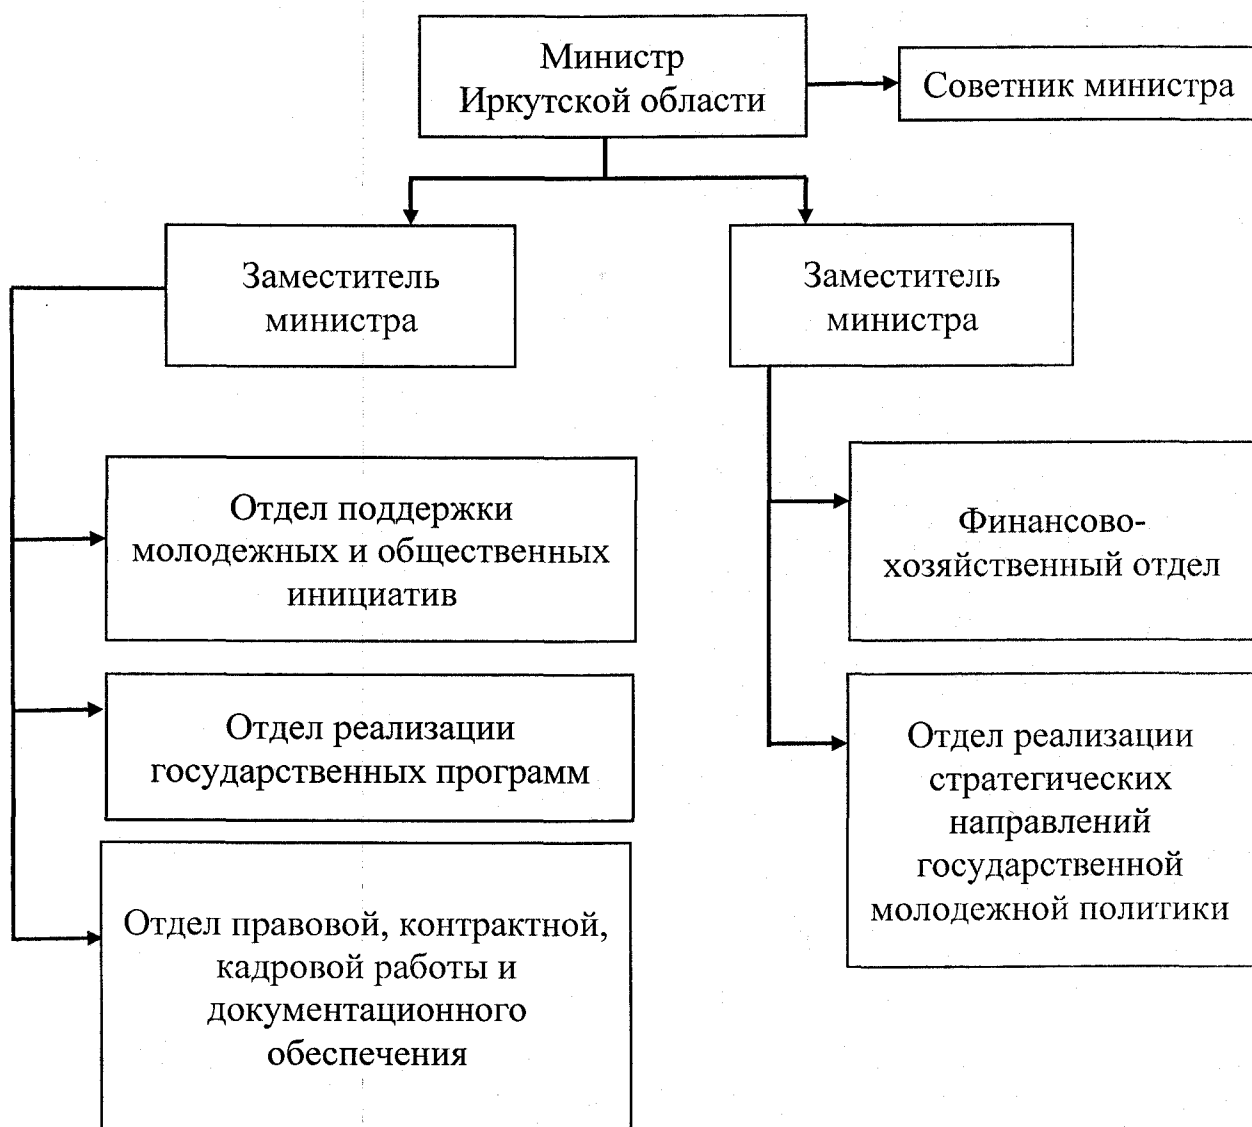 Министр
Иркутской области
Советник министра
Заместитель
министра
Заместитель
министра
Отдел поддержки
молодежных и общественных
инициатив
Финансово-
хозяйственный отдел
Отдел реализации
государственных программ
Отдел реализации
стратегических
направлений
государственной
молодежной политики
Отдел правовой, контрактной,
кадровой работы и
документационного
обеспечения